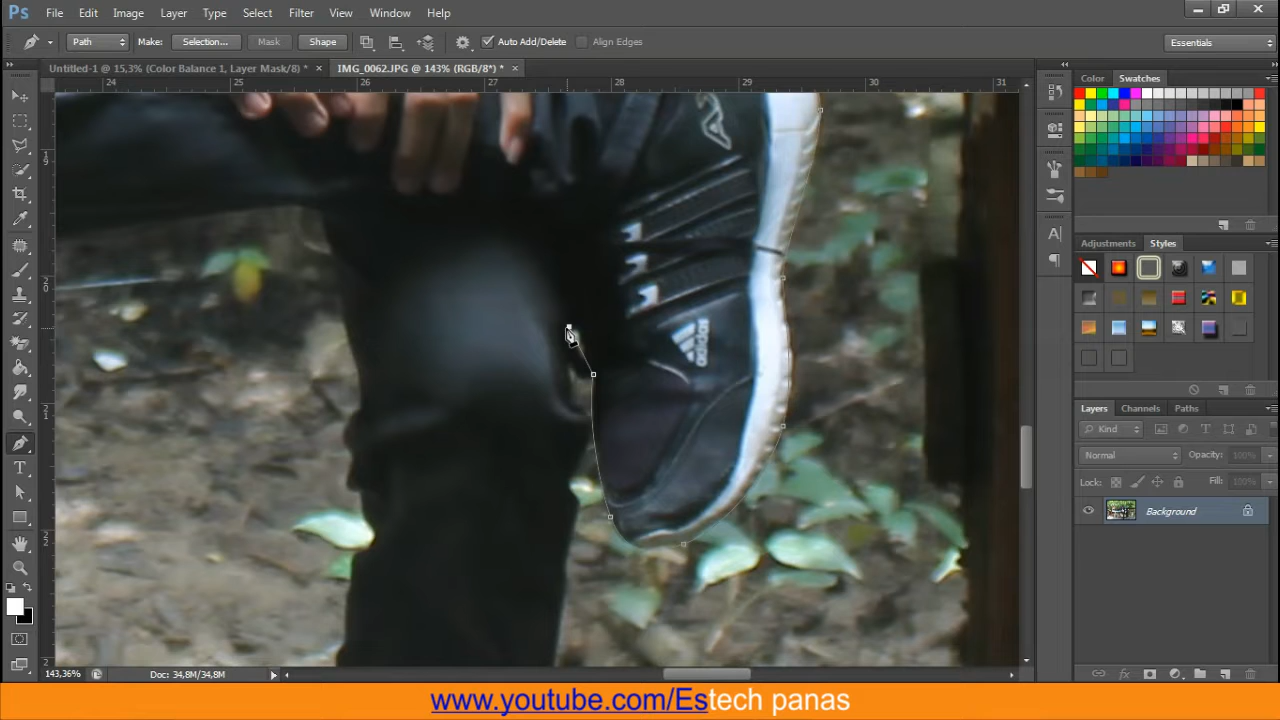 Ps File Edit Image Layer Type Select Filter Analysis View Window Help
Path Make: Selection... Mask Shape Auto Add/Delete Align Edges Essentials
Untitled-1 @ 15,3% (Color Balance 1, Layer Mask/8) * × IMG_0062.JPG @ 143% (RGB/8*) * ×
24 25 26 28 29 30 31
Color Swatches
adidas
Adjustments Styles
Layers Channels Paths
Kind
Normal Opacity: 100%
Lock: Fill: 100%
Background
143,36% Doc: 34,8M/34,8M
www.youtube.com/Estech panas